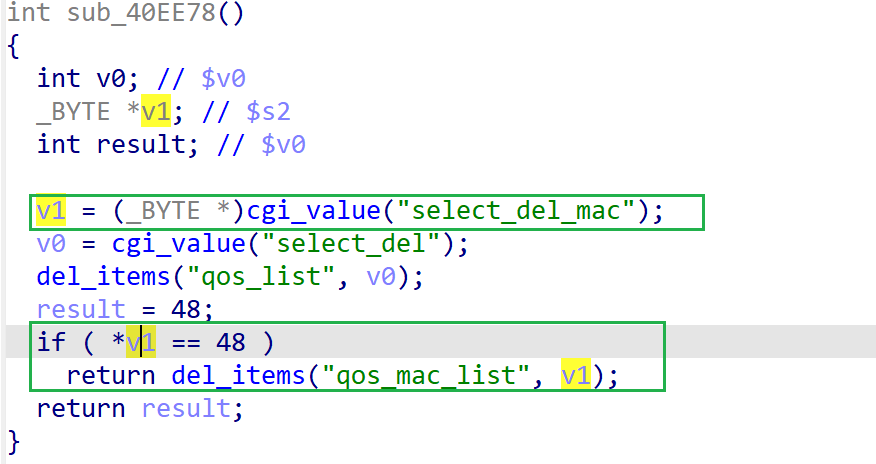 int sub_40EE78()
{
int v0; // $v0
_BYTE *v1; // $s2
int result; // $v0
v1 = (_BYTE *)cgi_value("select_del_mac");
v0 = cgi_value("select_del");
del_items("qos_list", v0);
result = 48;
if ( *v1 == 48 )
return del_items("qos_mac_list", v1);
return result;
}